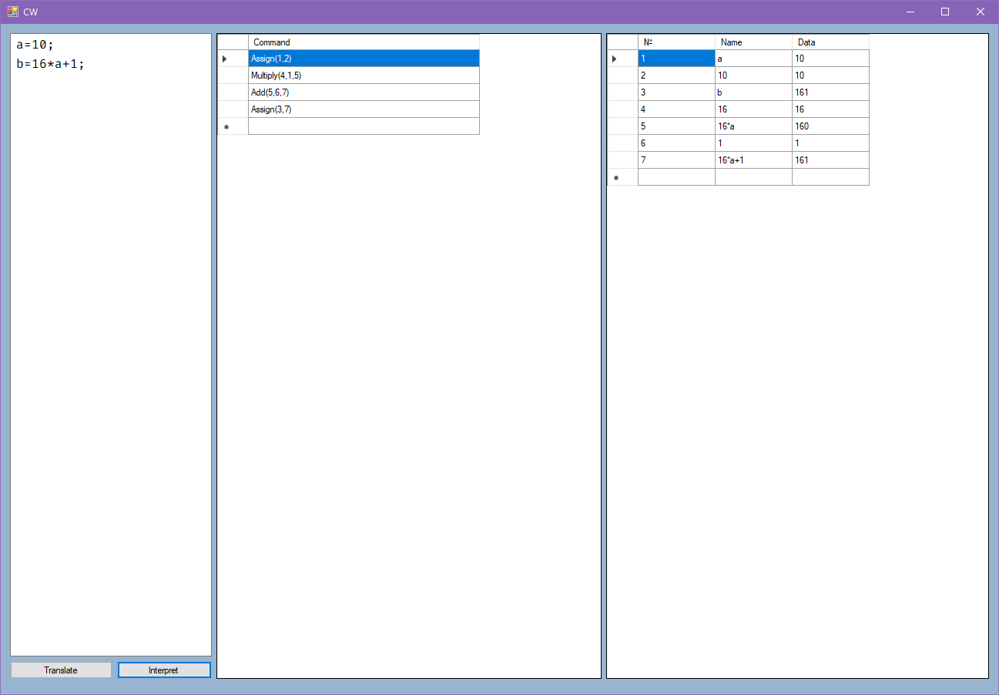 CW
a=10;
b=16*a+1;
Translate
Interpret
Command
Assign(1,2)
Multiply(4,1,5)
Add(5,6,7)
Assign(3,7)
№ Name Data
1 a 10
2 10 10
3 b 161
4 16 16
5 16*a 160
6 1 1
7 16*a+1 161